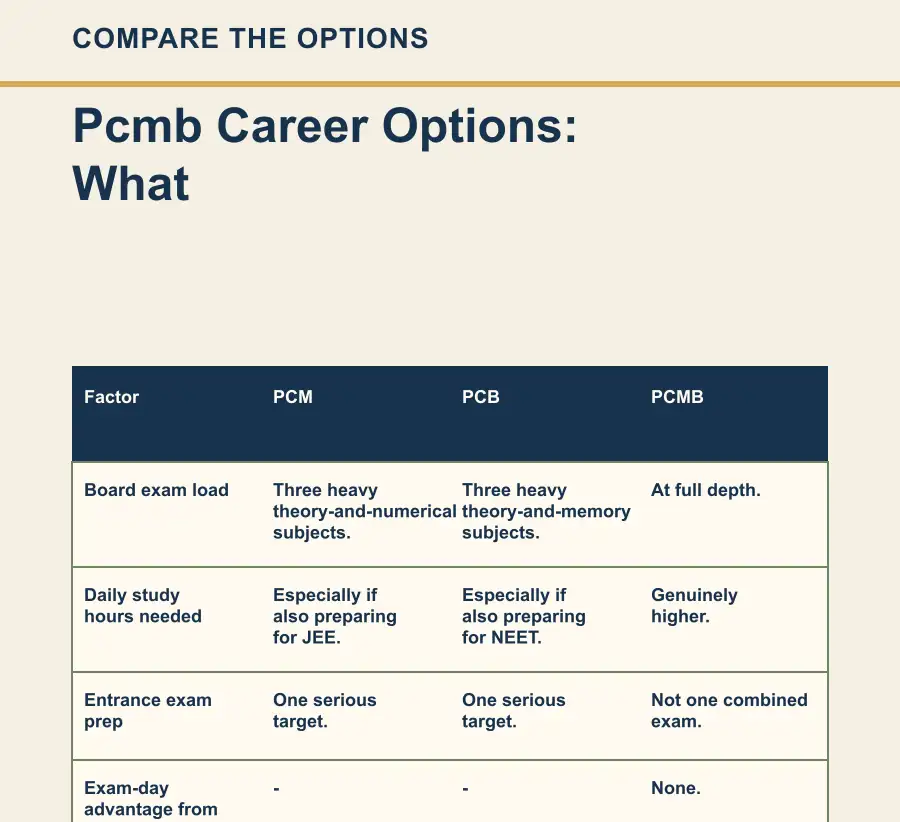 COMPARE THE OPTIONS
Pcmb Career Options:
What
Factor
PCM
PCB
PCMB
Board exam load
Three heavy
theory-and-numerical
subjects.
Three heavy
theory-and-memory
subjects.
At full depth.
Daily study
hours needed
Especially if
also preparing
for JEE.
Especially if
also preparing
for NEET.
Genuinely
higher.
Entrance exam
prep
One serious
target.
One serious
target.
Not one combined
exam.
Exam-day
advantage from
-
-
None.